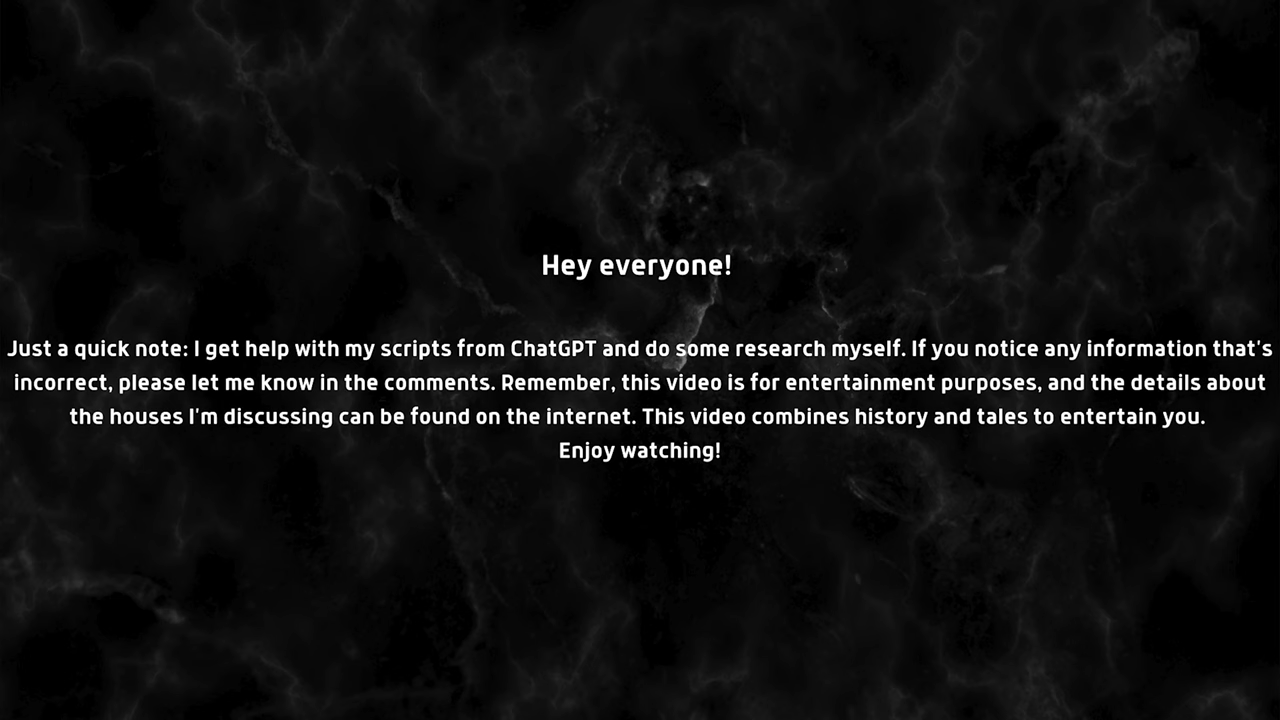 Hey everyone!
Just a quick note: I get help with my scripts from ChatGPT and do some research myself. If you notice any information that's
incorrect, please let me know in the comments. Remember, this video is for entertainment purposes, and the details about
the houses I'm discussing can be found on the internet. This video combines history and tales to entertain you.
Enjoy watching!